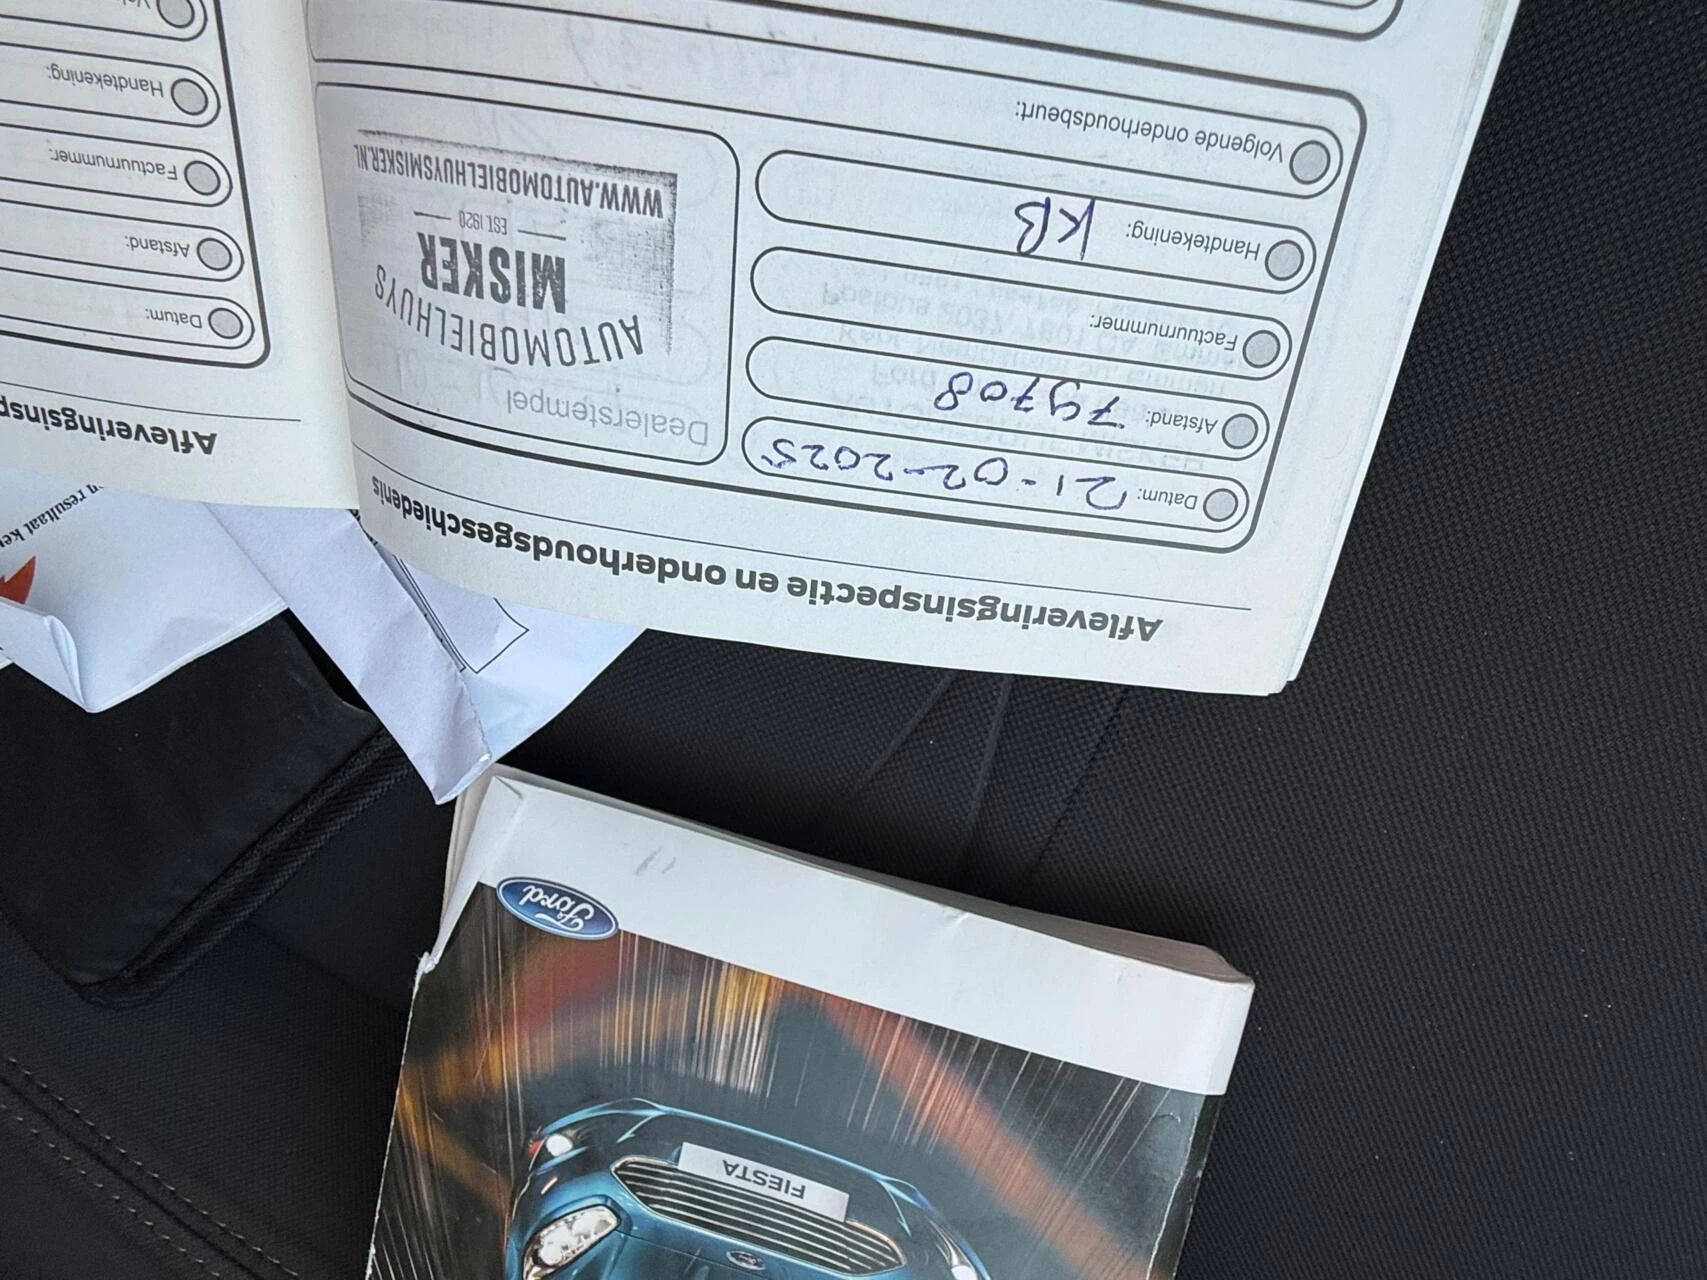 Afleveringsinspectie en onderhoudsgeschiedenis
Datum: 21-02-2025
Afstand: 79708
Factuurnummer:
Handtekening: KB
Volgende onderhoudsbeurt:
Dealerstempel
AUTOMOBIELHUYS
MISKER
EST. 1920
WWW.AUTOMOBIELHUYSMISKER.NL
Afleveringsinsp
Datum:
Afstand:
Factuurnummer:
Handtekening:
resultaat
Ford
FIESTA